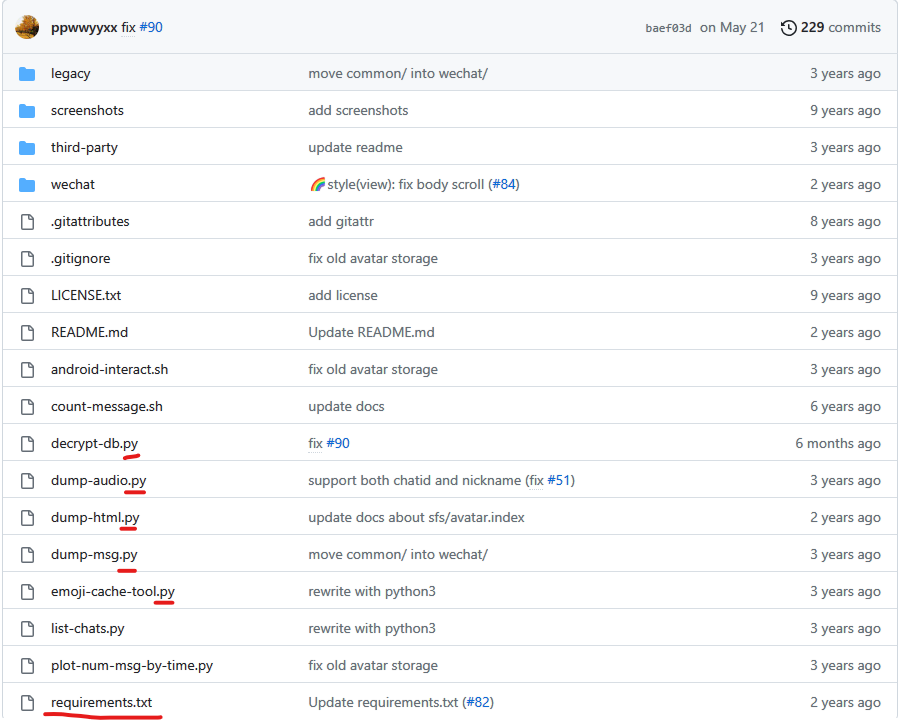 ppwwyyxx fix #90 baef03d on May 21 229 commits
legacy move common/ into wechat/ 3 years ago
screenshots add screenshots 9 years ago
third-party update readme 3 years ago
wechat 🌈 style(view): fix body scroll (#84) 2 years ago
.gitattributes add gitattr 8 years ago
.gitignore fix old avatar storage 3 years ago
LICENSE.txt add license 9 years ago
README.md Update README.md 2 years ago
android-interact.sh fix old avatar storage 3 years ago
count-message.sh update docs 6 years ago
decrypt-db.py fix #90 6 months ago
dump-audio.py support both chatid and nickname (fix #51) 3 years ago
dump-html.py update docs about sfs/avatar.index 2 years ago
dump-msg.py move common/ into wechat/ 3 years ago
emoji-cache-tool.py rewrite with python3 3 years ago
list-chats.py rewrite with python3 3 years ago
plot-num-msg-by-time.py fix old avatar storage 3 years ago
requirements.txt Update requirements.txt (#82) 2 years ago